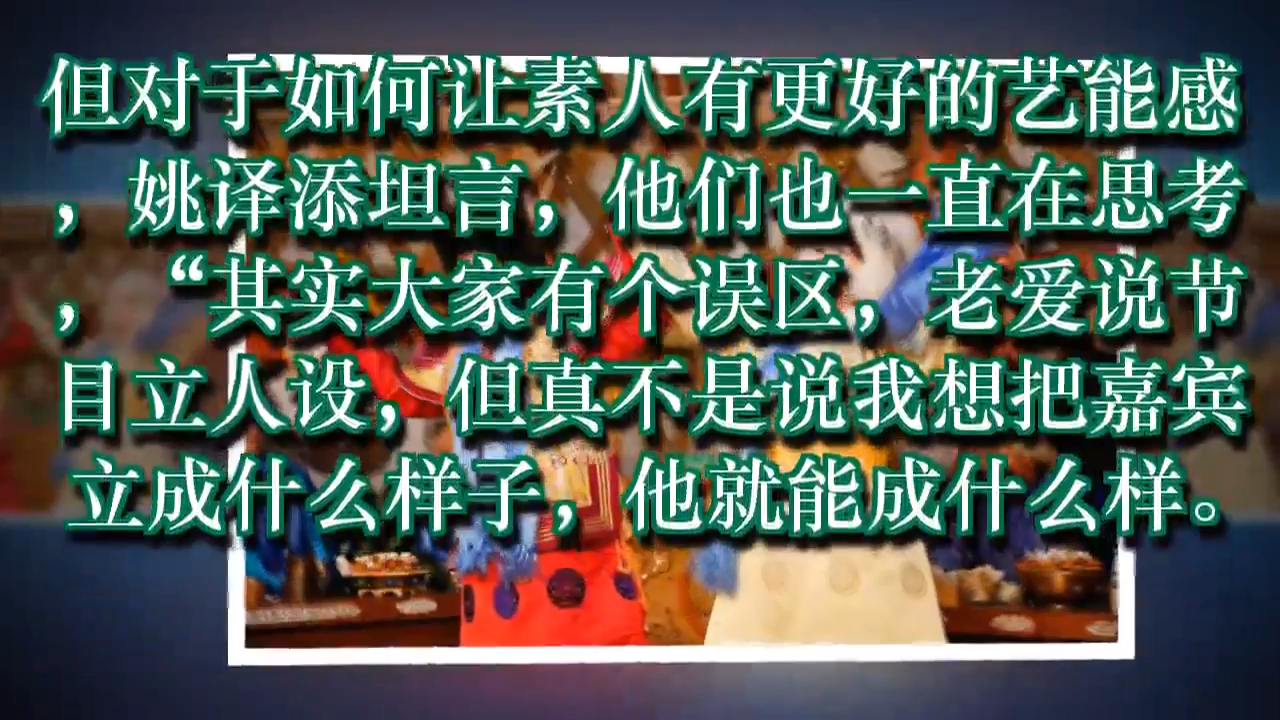 但对于如何让素人有更好的艺能感
，姚译添坦言，他们也一直在思考
，“其实大家有个误区，老爱说节
目立人设，但真不是说我想把嘉宾
立成什么样子，他就能成什么样。